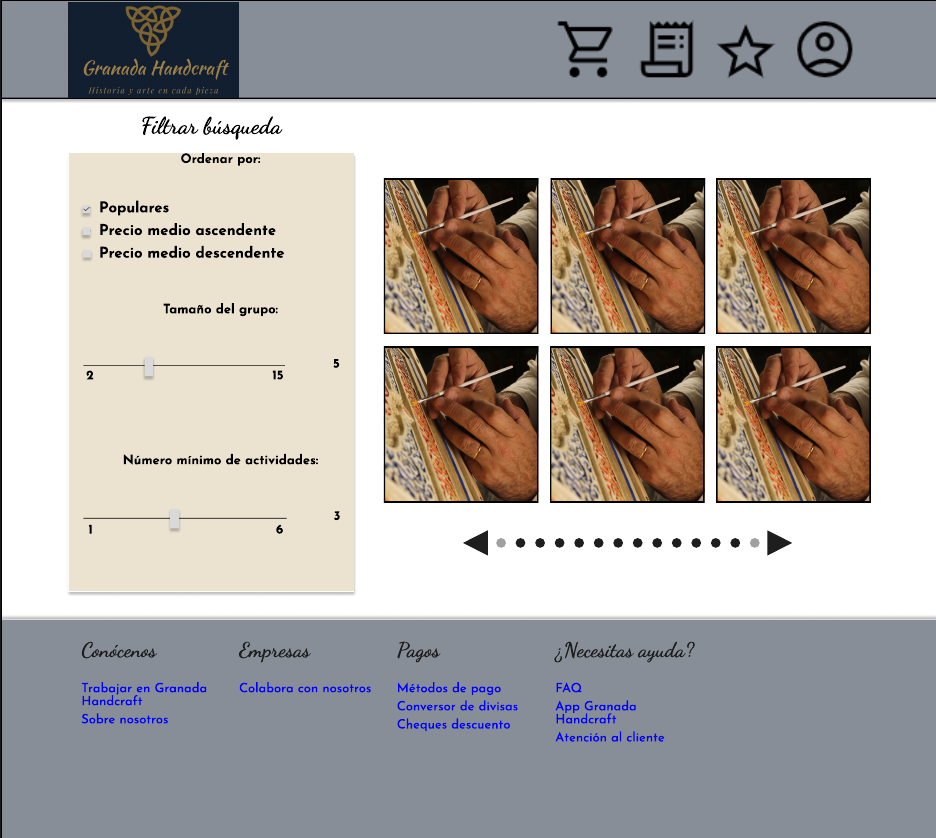 Granada Handcraft
Historia y arte en cada pieza
Filtrar búsqueda
Ordenar por:
Populares
Precio medio ascendente
Precio medio descendente
Tamaño del grupo:
5
2 15
Número mínimo de actividades:
3
1 6
Conócenos
Trabajar en Granada
Handcraft
Sobre nosotros
Empresas
Colabora con nosotros
Pagos
Métodos de pago
Conversor de divisas
Cheques descuento
¿Necesitas ayuda?
FAQ
App Granada
Handcraft
Atención al cliente